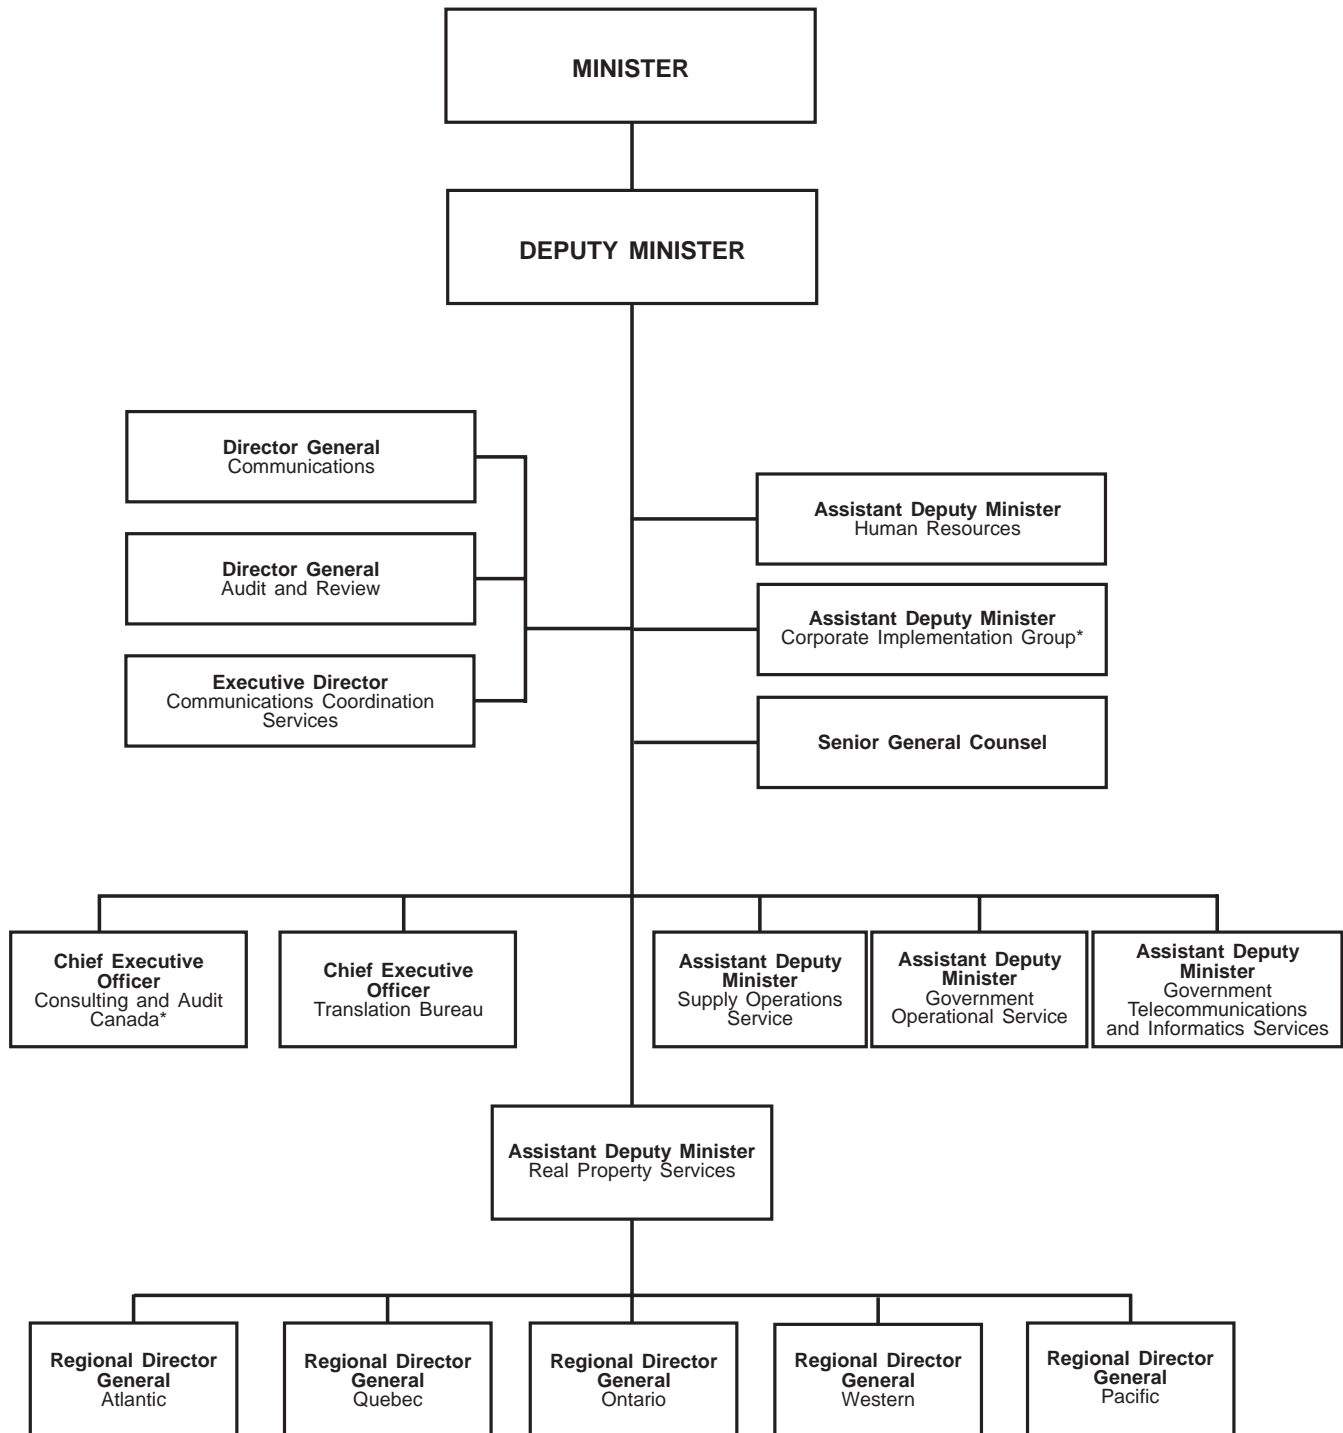 MINISTER
DEPUTY MINISTER
Director General
Communications
Director General
Audit and Review
Executive Director
Communications Coordination
Services
Assistant Deputy Minister
Human Resources
Assistant Deputy Minister
Corporate Implementation Group*
Senior General Counsel
Chief Executive
Officer
Consulting and Audit
Canada*
Chief Executive
Officer
Translation Bureau
Assistant Deputy
Minister
Supply Operations
Service
Assistant Deputy
Minister
Government
Operational Service
Assistant Deputy
Minister
Government
Telecommunications
and Informatics Services
Assistant Deputy Minister
Real Property Services
Regional Director
General
Atlantic
Regional Director
General
Quebec
Regional Director
General
Ontario
Regional Director
General
Western
Regional Director
General
Pacific